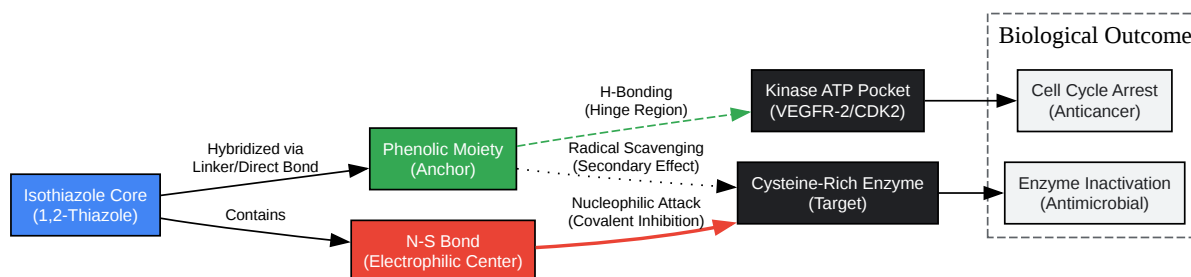 Isothiazole Core
(1,2-Thiazole)
Hybridized via
Linker/Direct Bond
Contains
Phenolic Moiety
(Anchor)
N-S Bond
(Electrophilic Center)
H-Bonding
(Hinge Region)
Radical Scavenging
(Secondary Effect)
Nucleophilic Attack
(Covalent Inhibition)
Kinase ATP Pocket
(VEGFR-2/CDK2)
Cysteine-Rich Enzyme
(Target)
Biological Outcome
Cell Cycle Arrest
(Anticancer)
Enzyme Inactivation
(Antimicrobial)